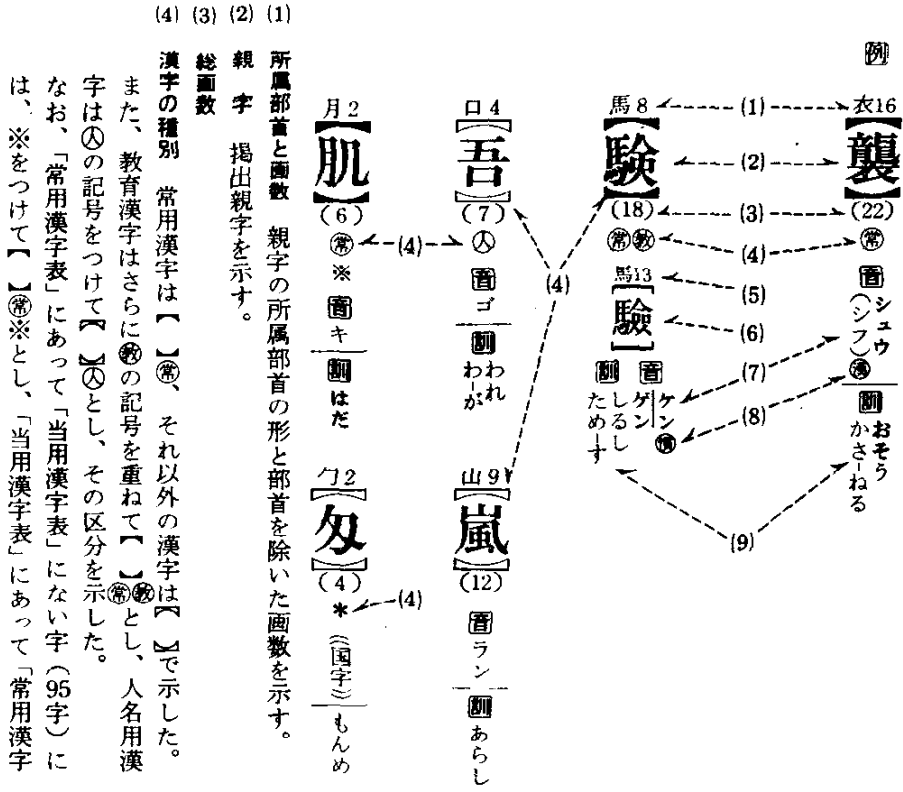 例
衣16
【襲】
(22)
㊖常
音 シュウ
(シフ)漢
訓 おそう
かさ-ねる
(1)
(2)
(3)
(4)
(5)
(6)
(7)
(8)
(9)
馬8
【験】
(18)
常教
馬13
【驗】
音 ケン
ゲン 慣
訓 しるし
ため-す
口4
【吾】
(7)
人
音 ゴ
訓 われ
わ-が
(4)
山9
【嵐】
(12)
音 ラン
訓 あらし
月2
【肌】
(6)
常
※
音 キ
訓 はだ
(4)
勹2
【匁】
(4)
*
(4)
《国字》
もんめ
(1) 所属部首と画数 親字の所属部首の形と部首を除いた画数を示す。
(2) 親字 掲出親字を示す。
(3) 総画数
(4) 漢字の種別 常用漢字は【 】常、それ以外の漢字は【 】で示した。
また、教育漢字はさらに教の記号を重ねて【 】常教とし、人名用漢
字は人の記号をつけて【 】人とし、その区分を示した。
なお、「常用漢字表」にあって「当用漢字表」にない字(95字)に
は、※をつけて【 】常※とし、「当用漢字表」にあって「常用漢字